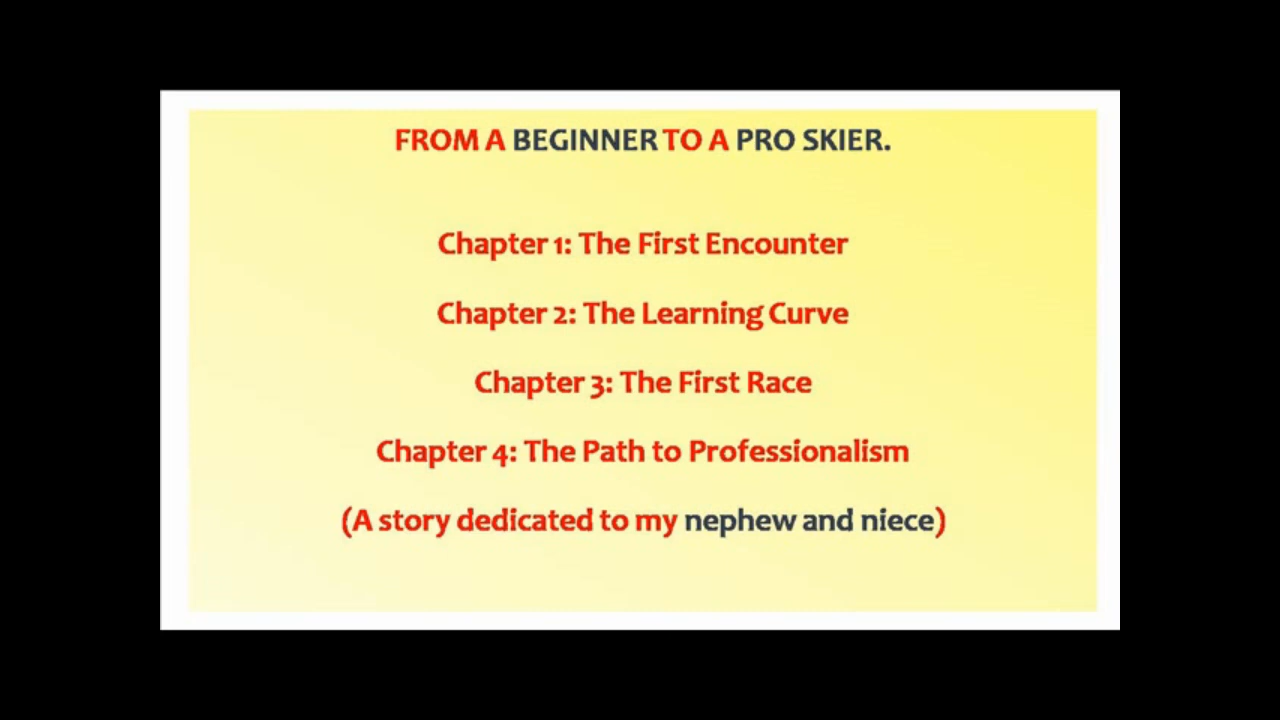 FROM A BEGINNER TO A PRO SKIER.
Chapter 1: The First Encounter
Chapter 2: The Learning Curve
Chapter 3: The First Race
Chapter 4: The Path to Professionalism
(A story dedicated to my nephew and niece)